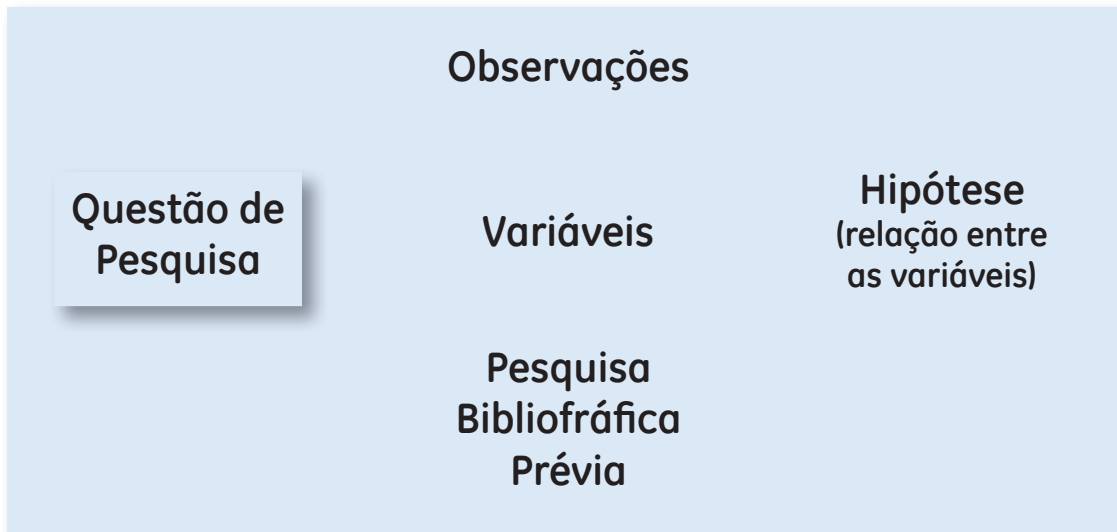 Observações
Questão de
Pesquisa
Variáveis
Hipótese
(relação entre
as variáveis)
Pesquisa
Bibliofráfica
Prévia